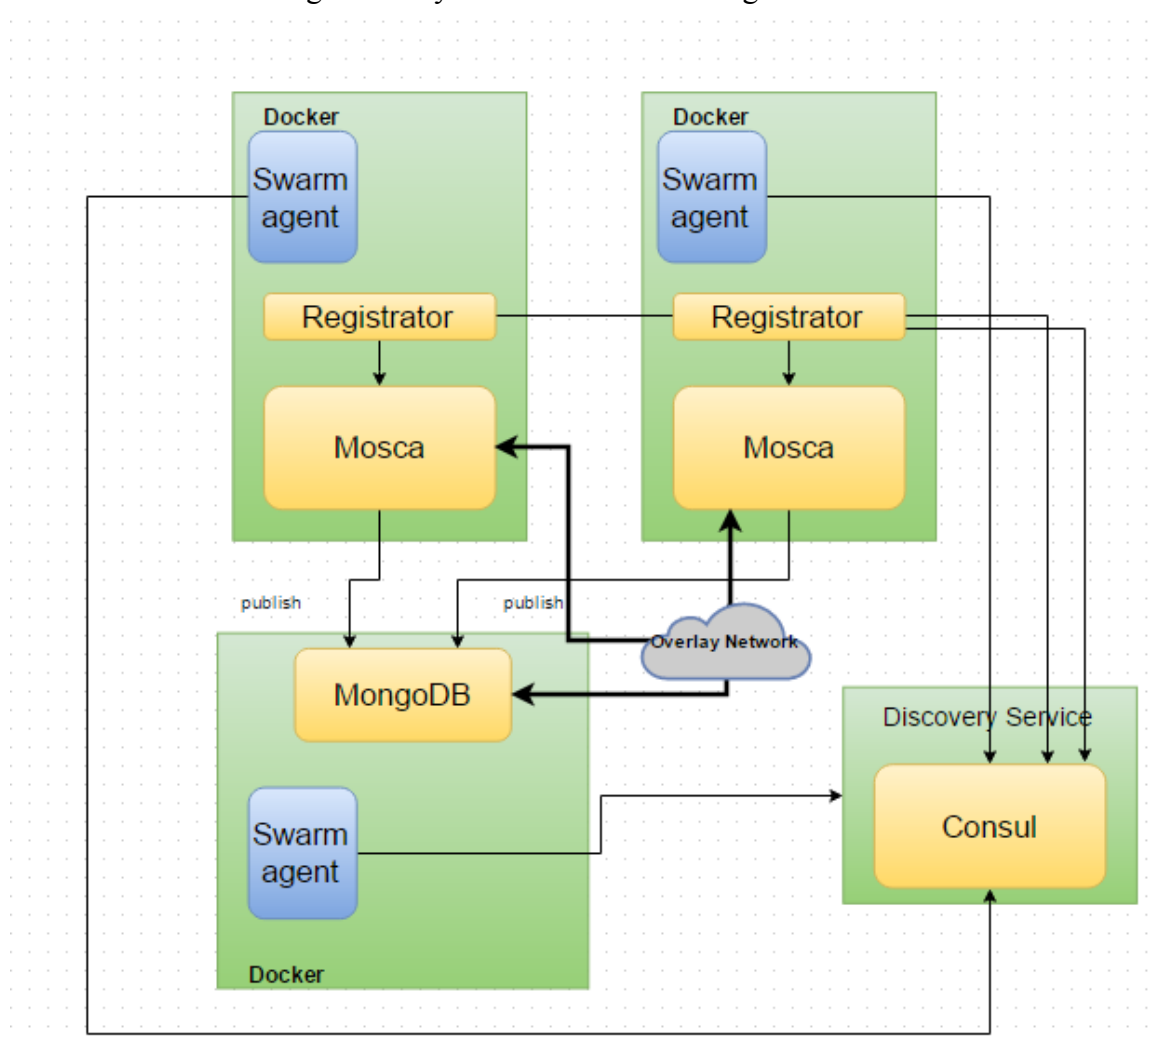 Docker
Swarm
agent
Registrator
Mosca
Docker
Swarm
agent
Registrator
Mosca
publish
publish
Overlay Network
MongoDB
Swarm
agent
Docker
Discovery Service
Consul